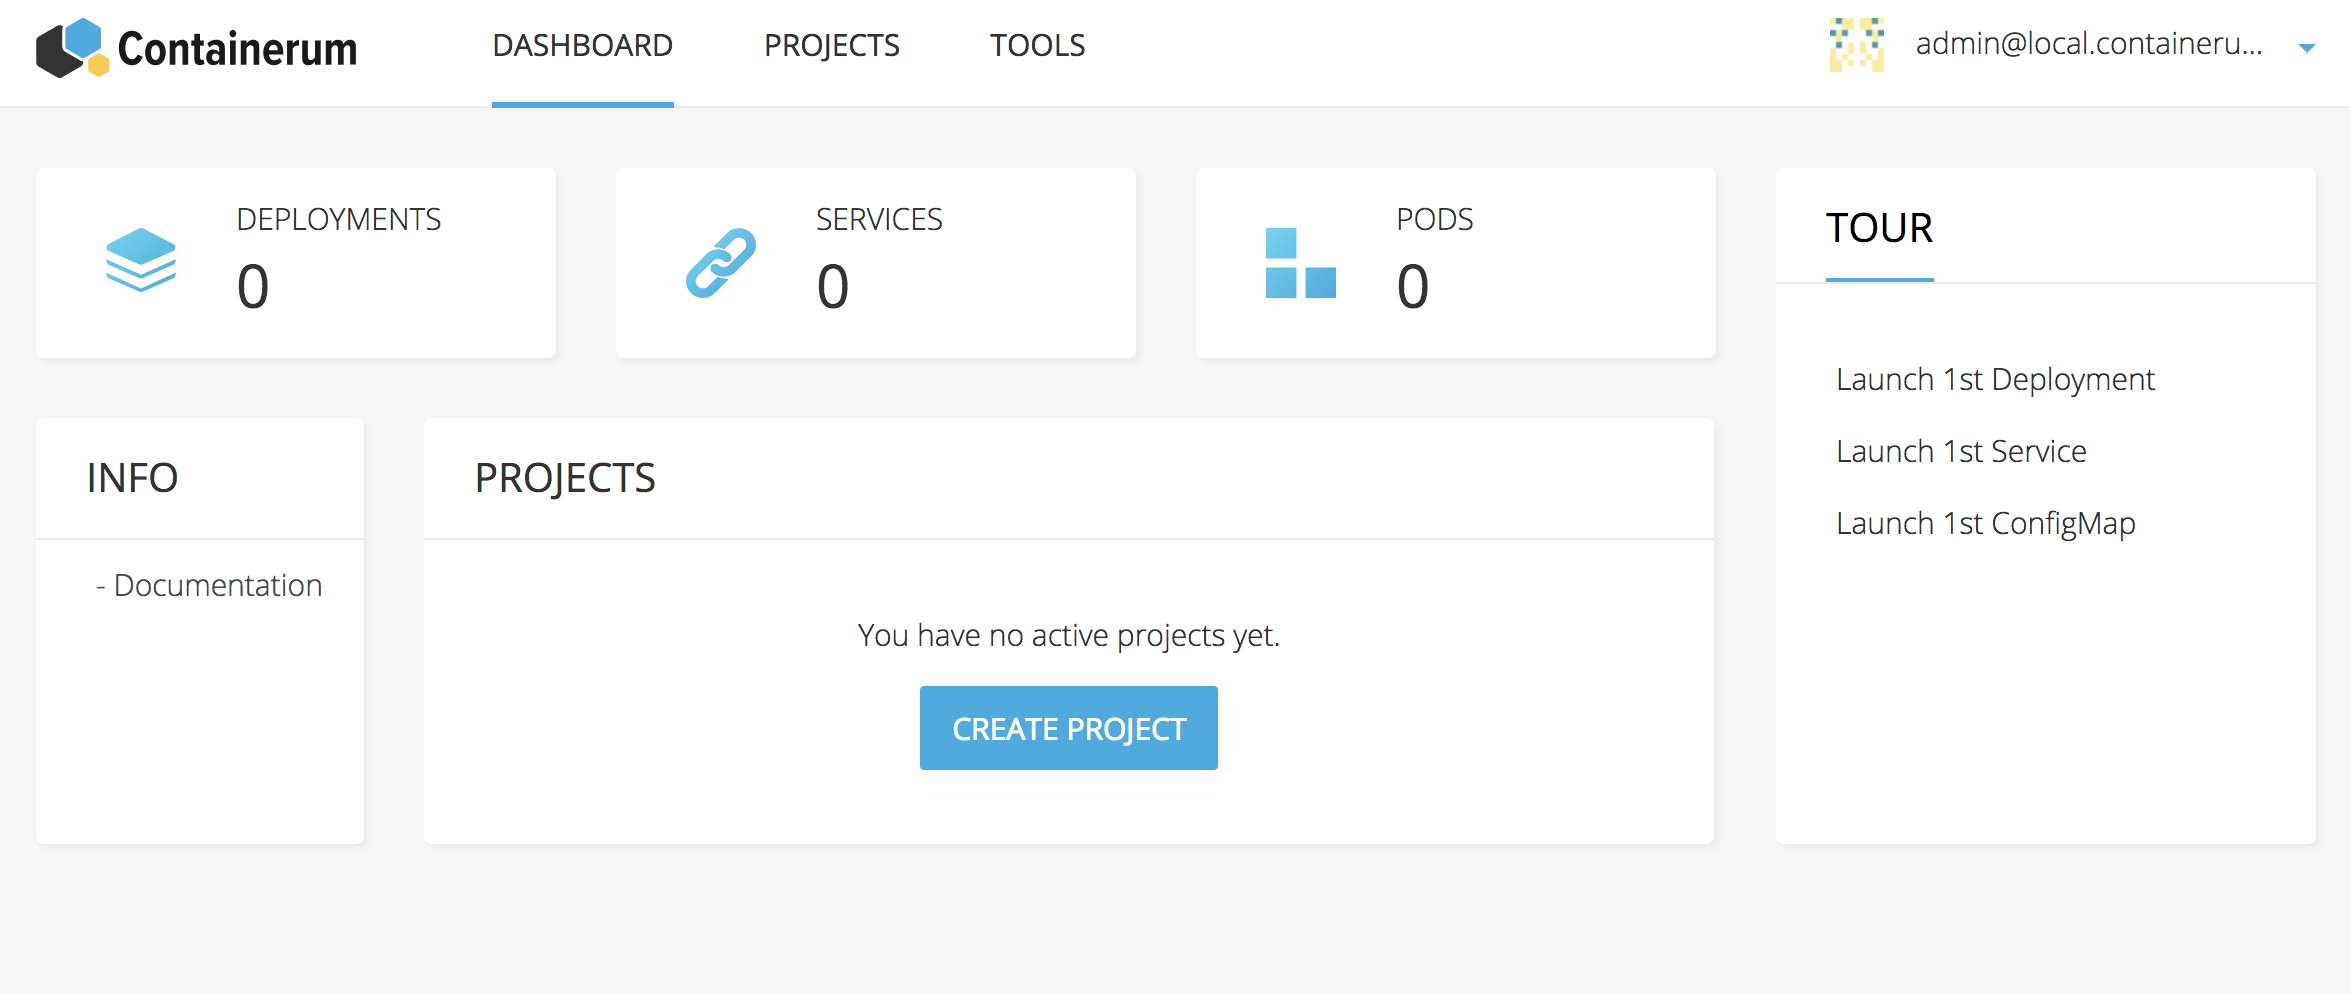 Containerum
DASHBOARD
PROJECTS
TOOLS
admin@local.containeru...
DEPLOYMENTS
0
SERVICES
0
PODS
0
TOUR
Launch 1st Deployment
Launch 1st Service
Launch 1st ConfigMap
INFO
- Documentation
PROJECTS
You have no active projects yet.
CREATE PROJECT